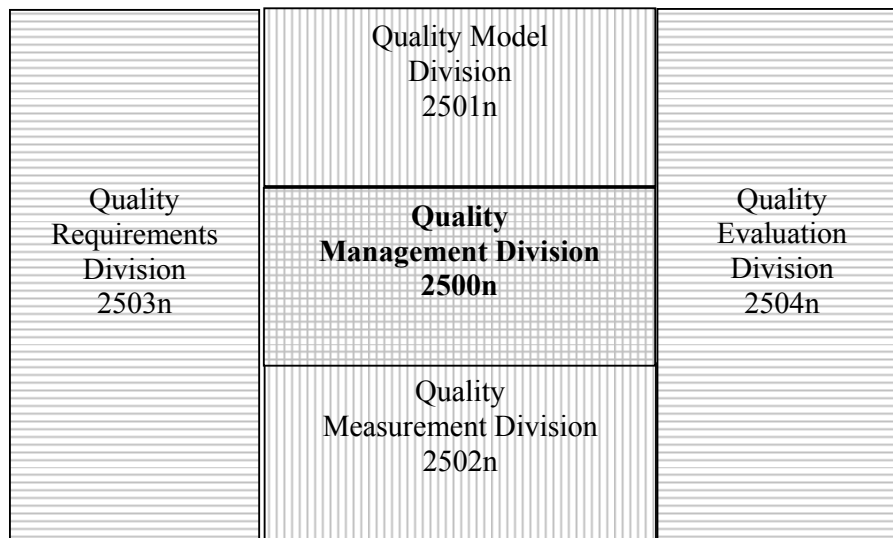 Quality Model
Division
2501n
Quality
Requirements
Division
2503n
Quality
Management Division
2500n
Quality
Evaluation
Division
2504n
Quality
Measurement Division
2502n